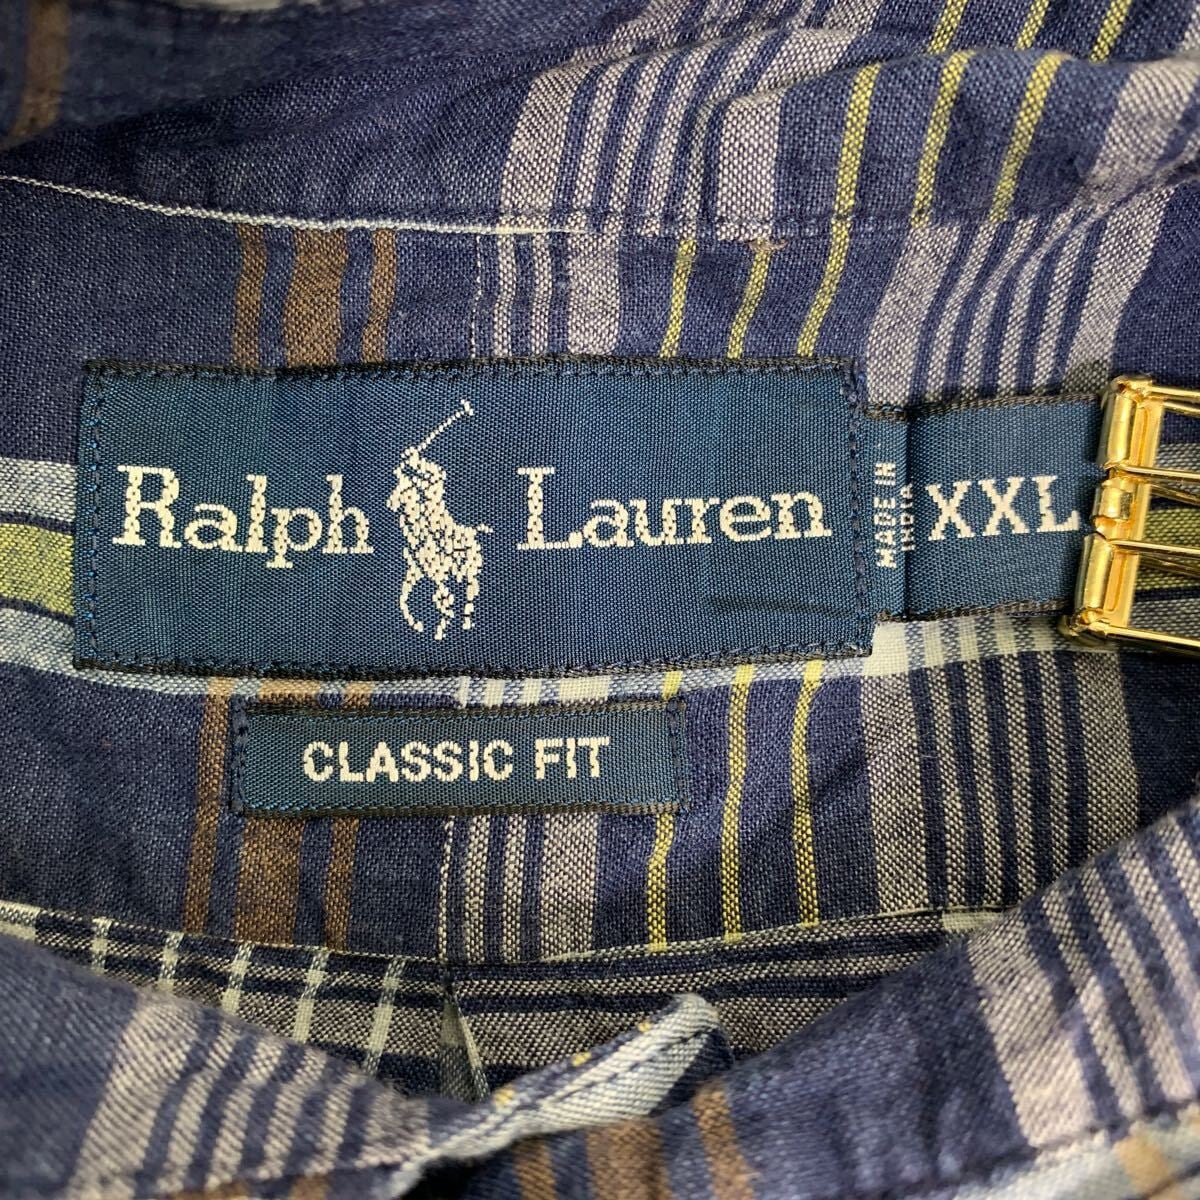 Ralph Lauren
MADE IN
INDIA
XXL
CLASSIC FIT